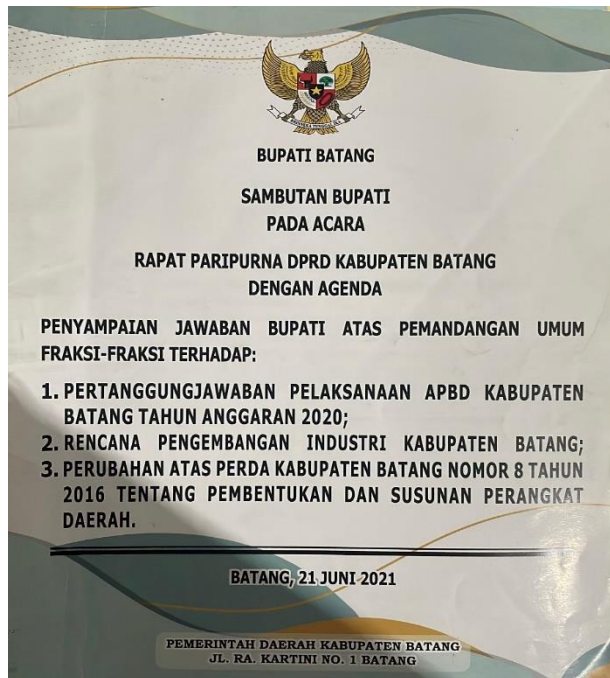 BUPATI BATANG
SAMBUTAN BUPATI
PADA ACARA
RAPAT PARIPURNA DPRD KABUPATEN BATANG
DENGAN AGENDA
PENYAMPAIAN JAWABAN BUPATI ATAS PEMANDANGAN UMUM
FRAKSI-FRAKSI TERHADAP:
1. PERTANGGUNGJAWABAN PELAKSANAAN APBD KABUPATEN
BATANG TAHUN ANGGARAN 2020;
2. RENCANA PENGEMBANGAN INDUSTRI KABUPATEN BATANG;
3. PERUBAHAN ATAS PERDA KABUPATEN BATANG NOMOR 8 TAHUN
2016 TENTANG PEMBENTUKAN DAN SUSUNAN PERANGKAT
DAERAH.
BATANG, 21 JUNI 2021
PEMERINTAH DAERAH KABUPATEN BATANG
JL. RA. KARTINI NO. 1 BATANG